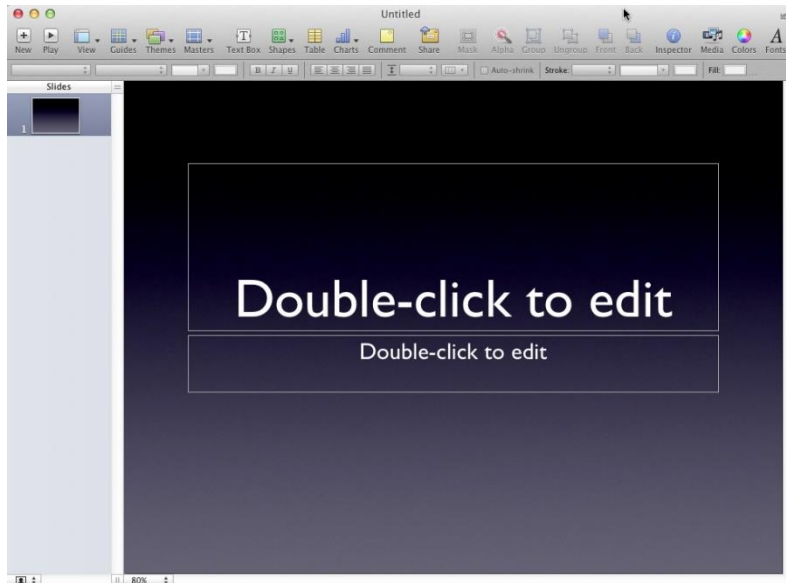 Untitled
New Play View Guides Themes Masters Text Box Shapes Table Charts Comment Share Mask Alpha Group Ungroup Front Back Inspector Media Colors Fonts
B I U Auto-shrink Stroke: Fill:
Slides
1
Double-click to edit
Double-click to edit
80%